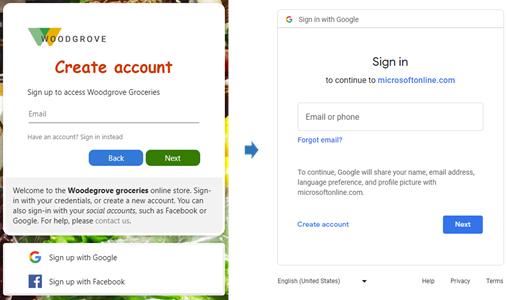 WOODGROVE
Create account
Sign up to access Woodgrove Groceries
Email
Have an account? Sign in instead
Back
Next
Welcome to the Woodegrove groceries online store. Sign-
in with your credentials, or create a new account. You can
also sign-in with your social accounts, such as Facebook or
Google. For help, please contact us.
Sign up with Google
Sign up with Facebook
Sign in with Google
Sign in
to continue to microsoftonline.com
Email or phone
Forgot email?
To continue, Google will share your name, email address,
language preference, and profile picture with
microsoftonline.com.
Create account
Next
English (United States)
Help
Privacy
Terms